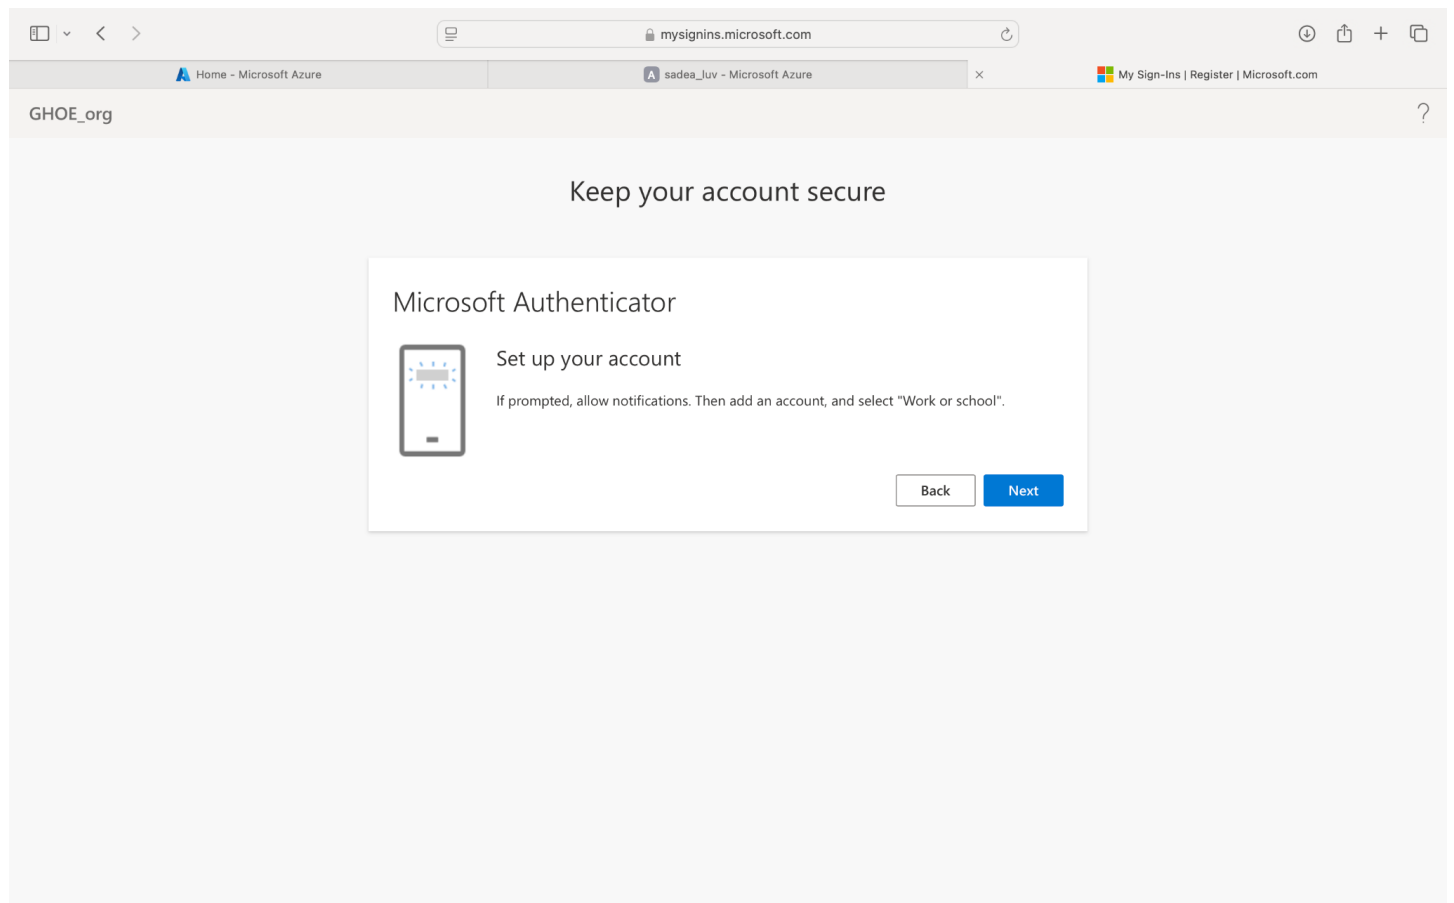 mysignins.microsoft.com
Home - Microsoft Azure
A sadea_luv - Microsoft Azure
My Sign-Ins | Register | Microsoft.com
GHOE_org
?
Keep your account secure
Microsoft Authenticator
Set up your account
If prompted, allow notifications. Then add an account, and select "Work or school".
Back Next